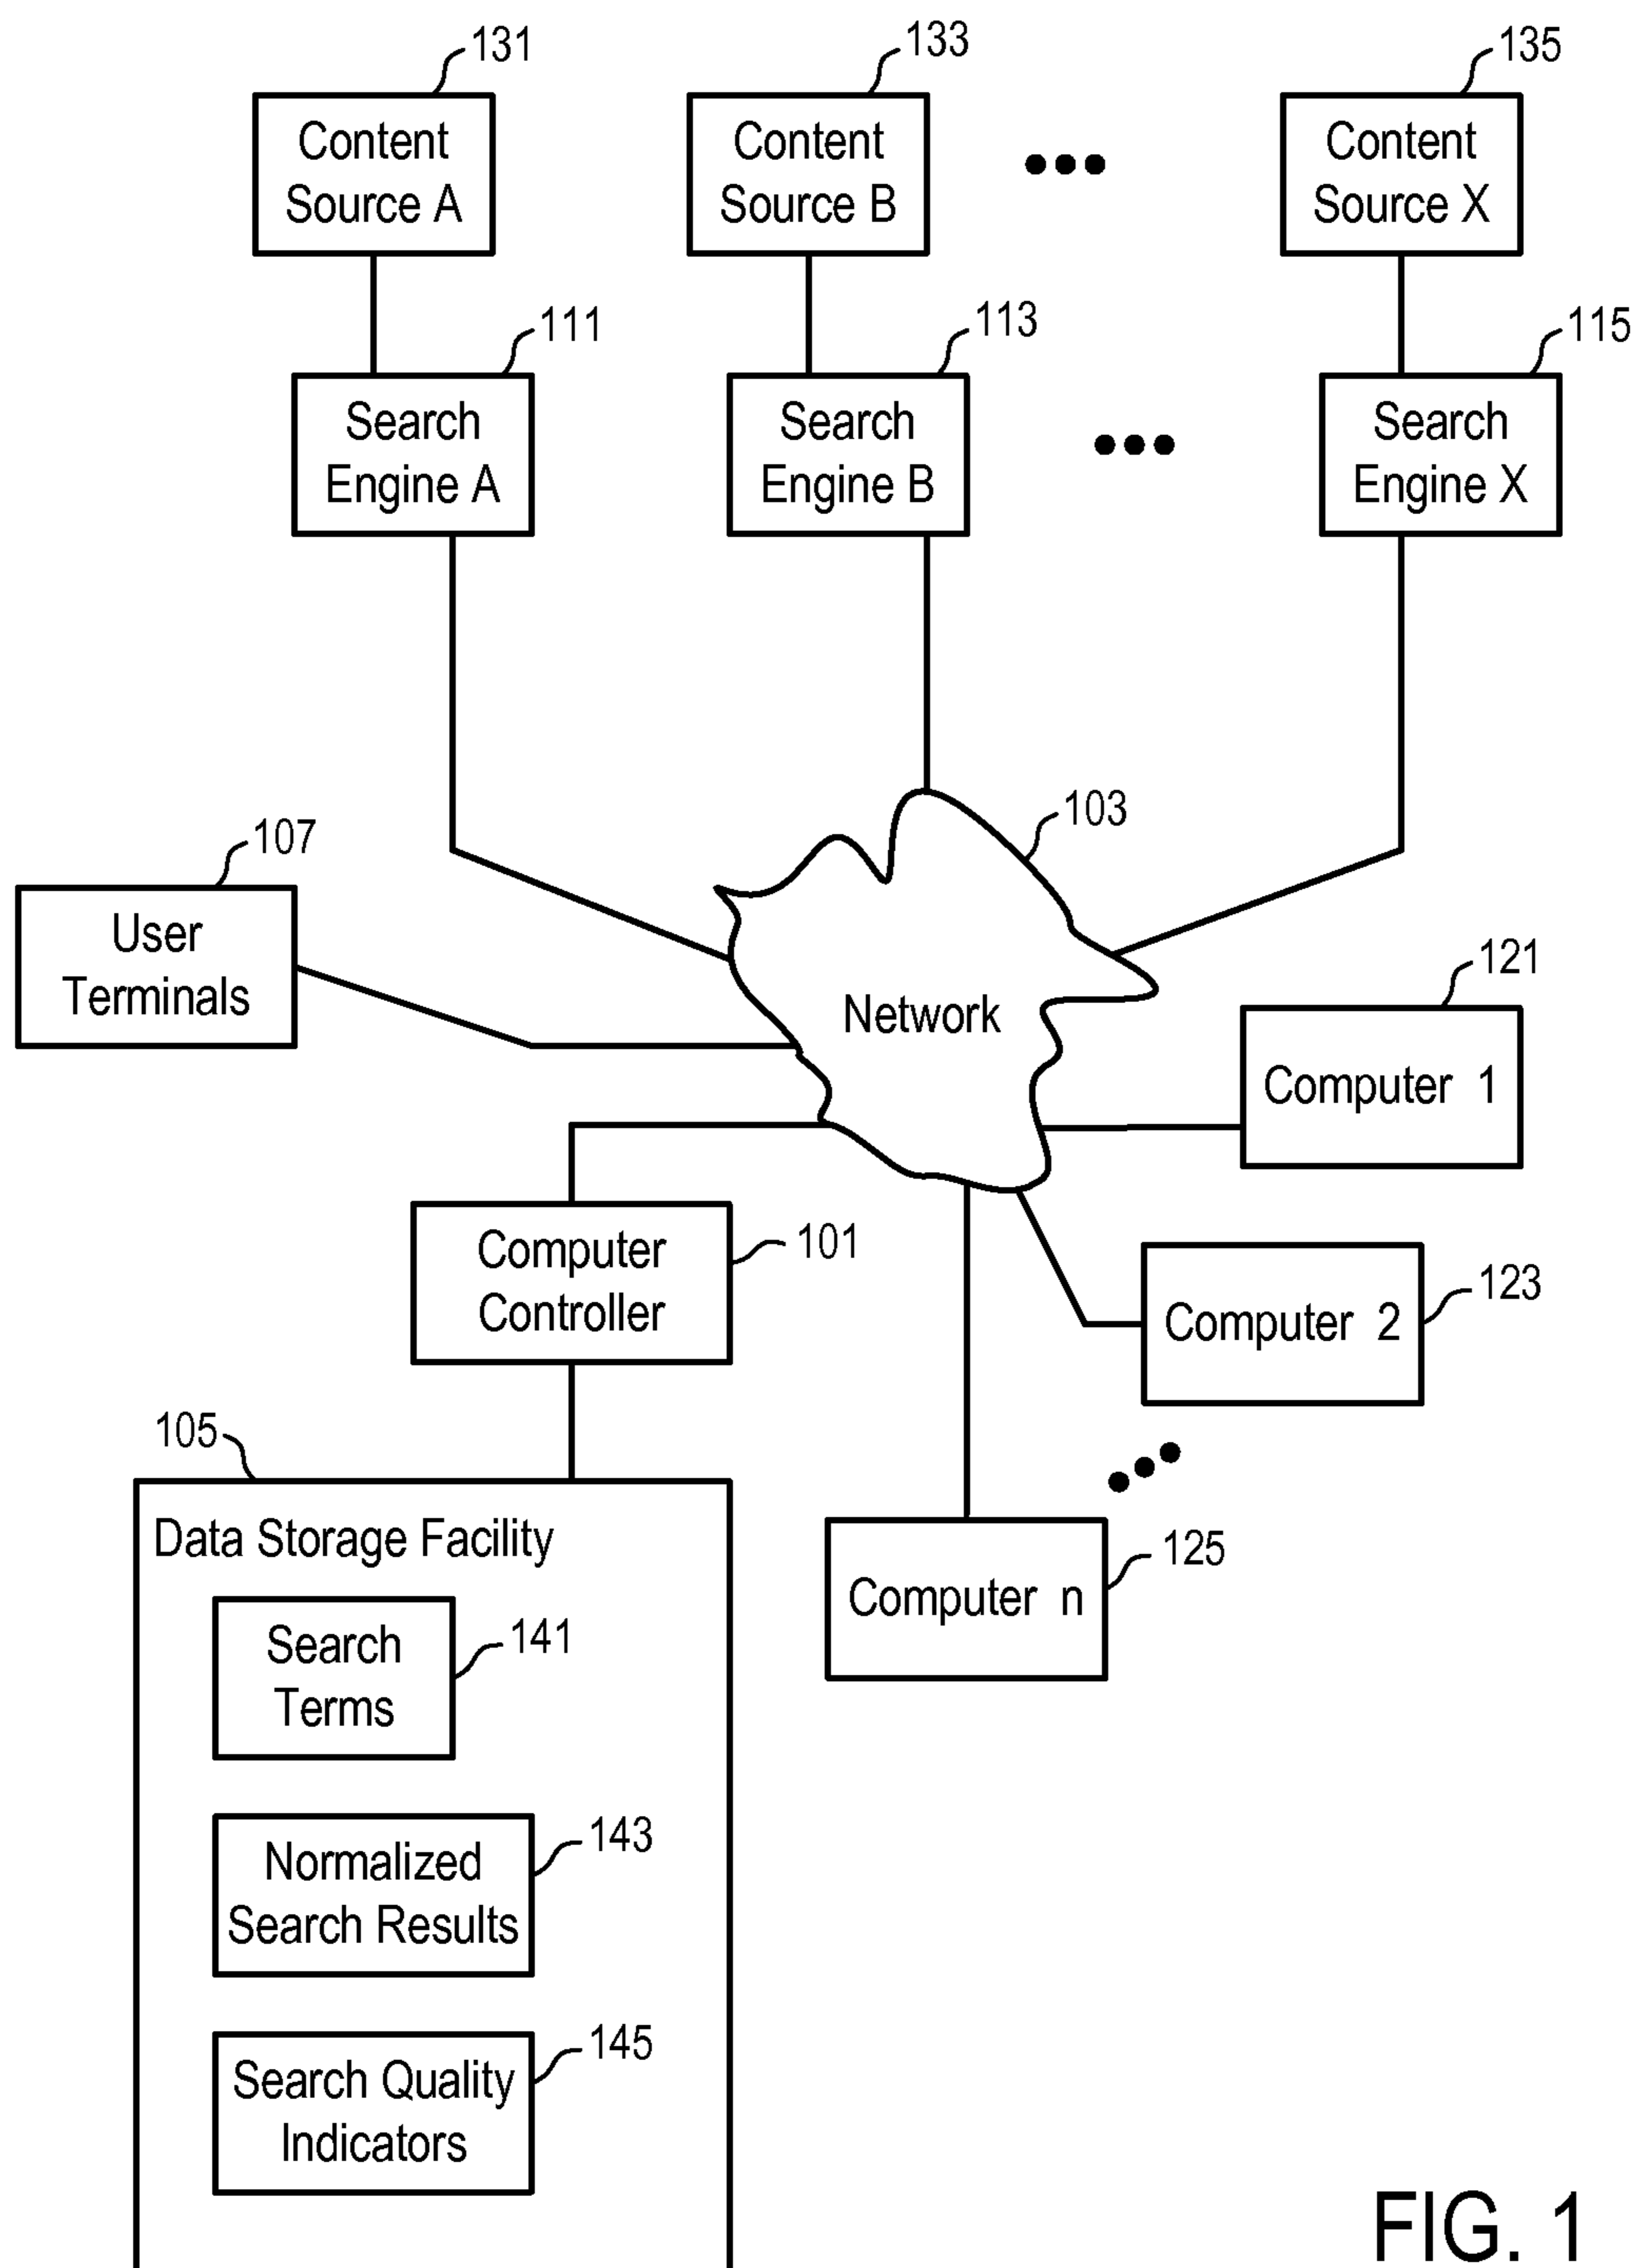 131
133
135
Content
Source A
Content
Source B
Content
Source X
111
113
115
Search
Engine A
Search
Engine B
Search
Engine X
103
107
User
Terminals
Network
121
Computer 1
101
Computer
Controller
123
Computer 2
105
Data Storage Facility
125
Computer n
141
Search
Terms
143
Normalized
Search Results
145
Search Quality
Indicators
FIG. 1